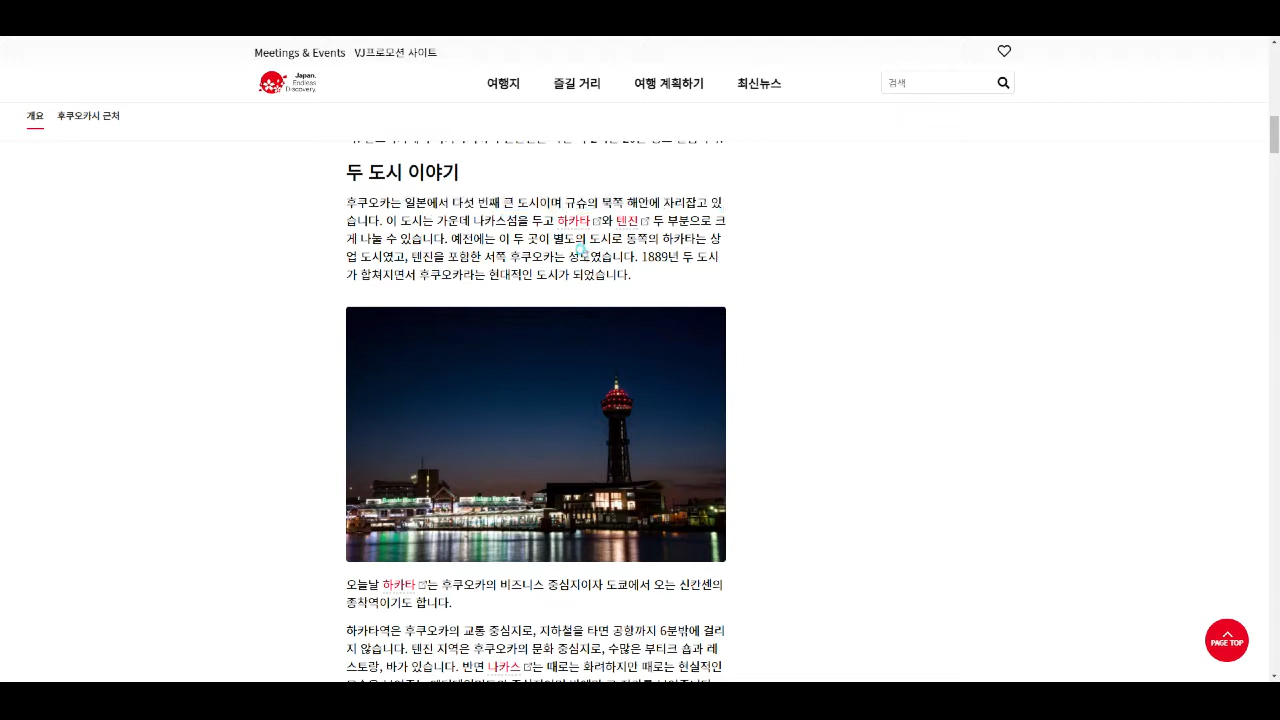 Meetings & Events VJ프로모션 사이트
Japan.
Endless
Discovery.
여행지 즐길 거리 여행 계획하기 최신뉴스
검색
개요 후쿠오카시 근처
두 도시 이야기
후쿠오카는 일본에서 다섯 번째 큰 도시이며 규슈의 북쪽 해안에 자리잡고 있
습니다. 이 도시는 가운데 나카스섬을 두고 하카타와 텐진 두 부분으로 크
게 나눌 수 있습니다. 예전에는 이 두 곳이 별도의 도시로 동쪽의 하카타는 상
업 도시였고, 텐진을 포함한 서쪽 후쿠오카는 성도였습니다. 1889년 두 도시
가 합쳐지면서 후쿠오카라는 현대적인 도시가 되었습니다.
오늘날 하카타는 후쿠오카의 비즈니스 중심지이자 도쿄에서 오는 신칸센의
종착역이기도 합니다.
하카타역은 후쿠오카의 교통 중심지로, 지하철을 타면 공항까지 6분밖에 걸리
지 않습니다. 텐진 지역은 후쿠오카의 문화 중심지로, 수많은 부티크 숍과 레
스토랑, 바가 있습니다. 반면 나카스는 때로는 화려하지만 때로는 현실적인
PAGE TOP